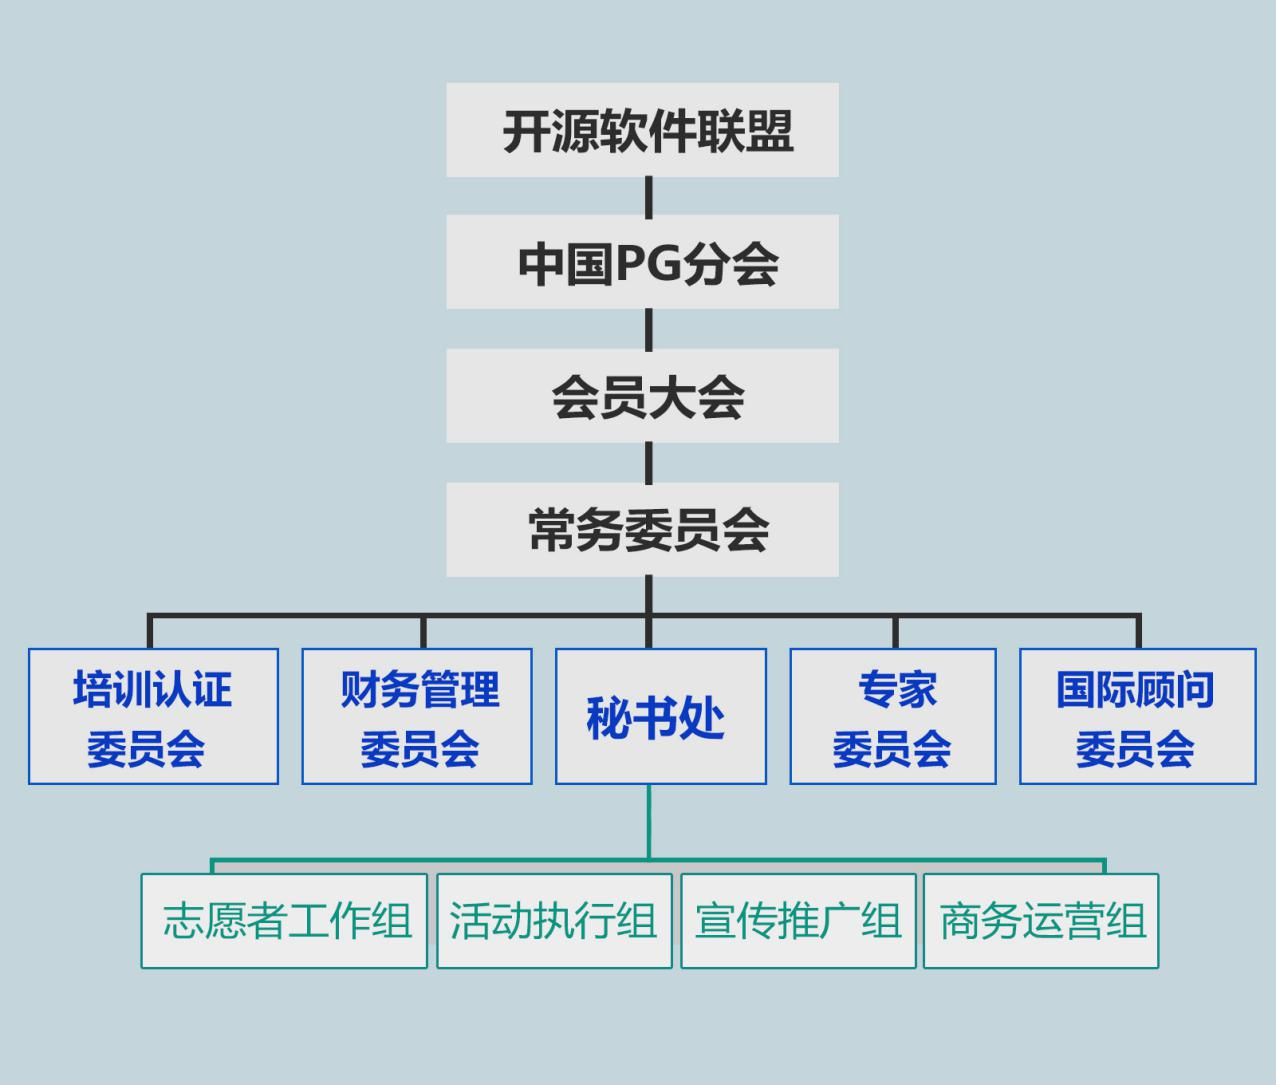 开源软件联盟
中国PG分会
会员大会
常务委员会
培训认证
委员会
财务管理
委员会
秘书处
专家
委员会
国际顾问
委员会
志愿者工作组
活动执行组
宣传推广组
商务运营组